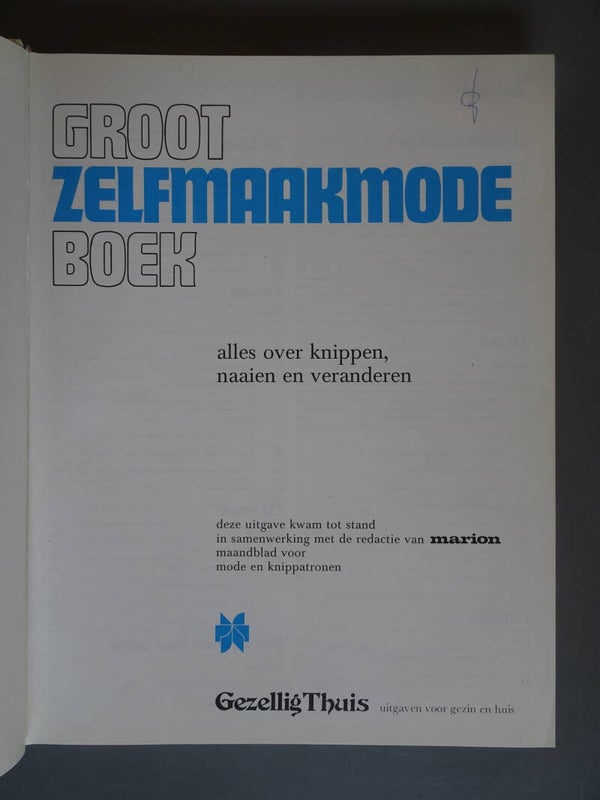 GROOT
ZELFMAAKMODE
BOEK
alles over knippen,
naaien en veranderen
deze uitgave kwam tot stand
in samenwerking met de redactie van marion
maandblad voor
mode en knippatronen
Gezellig Thuis uitgaven voor gezin en huis